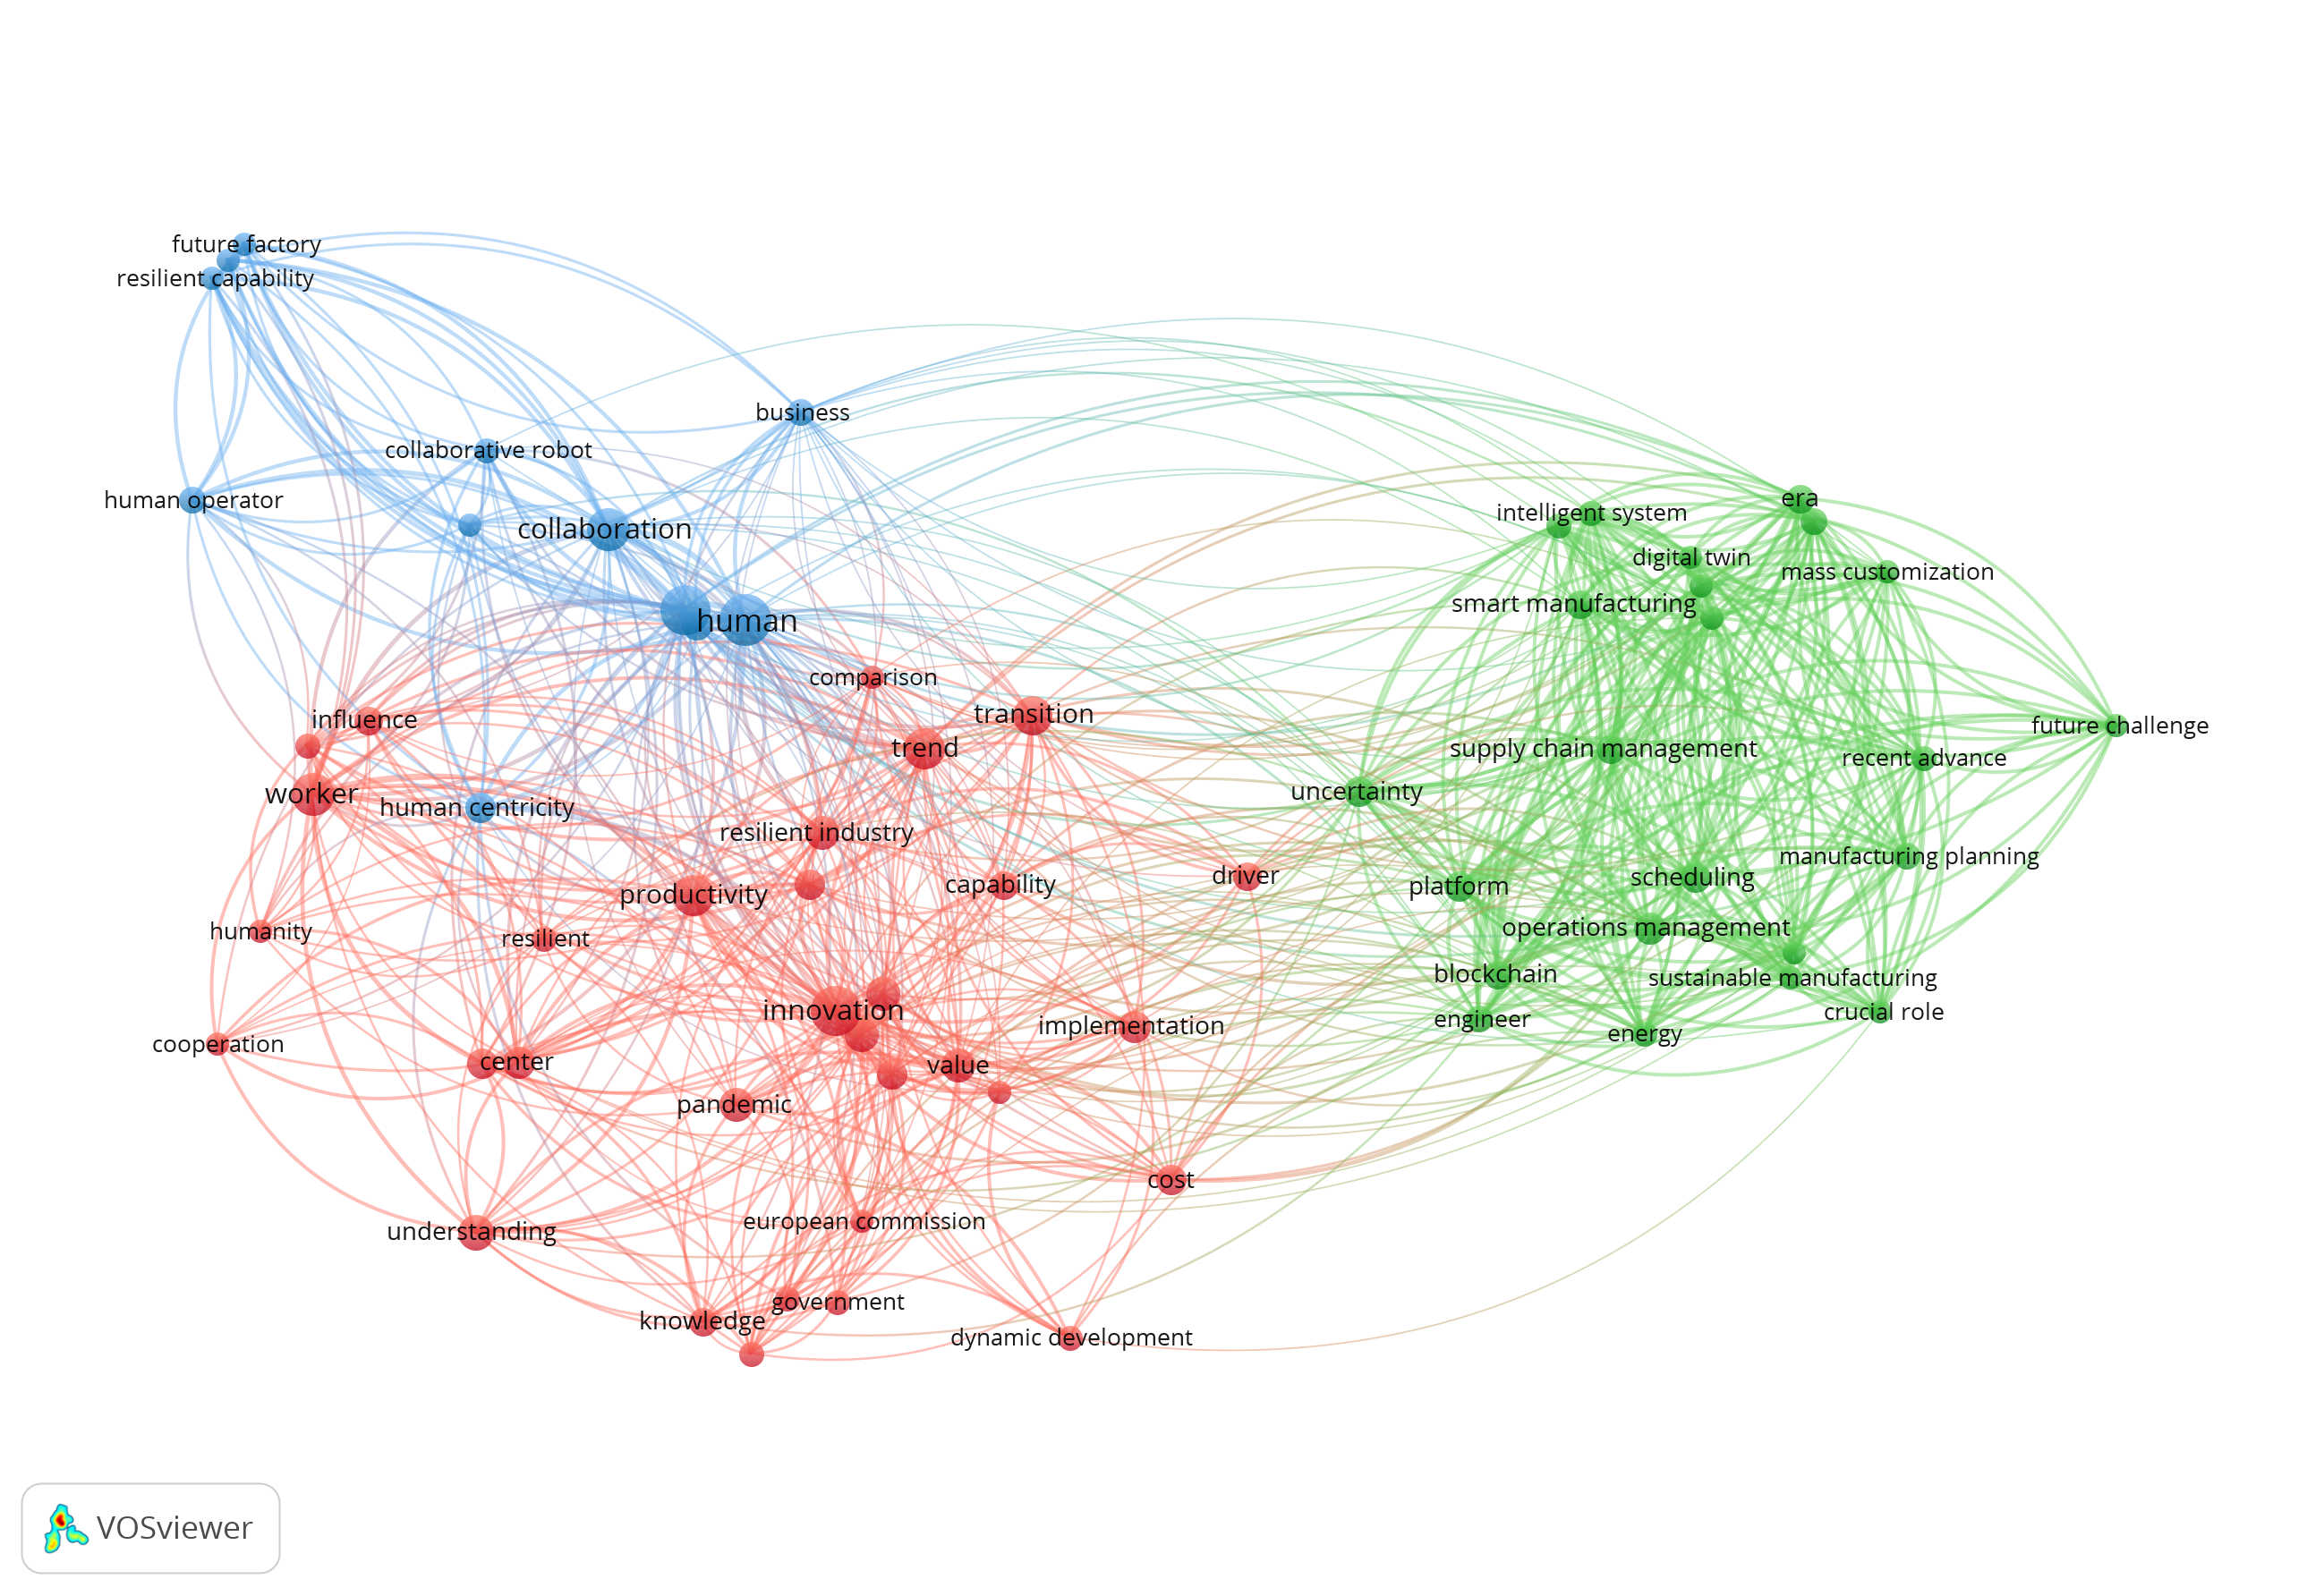 future factory
resilient capability
business
collaborative robot
human operator
collaboration
era
intelligent system
digital twin
mass customization
smart manufacturing
human
comparison
transition
influence
trend
supply chain management
future challenge
recent advance
worker
human centricity
uncertainty
resilient industry
manufacturing planning
productivity
capability
driver
platform
scheduling
humanity
resilient
operations management
blockchain
sustainable manufacturing
innovation
implementation
engineer
crucial role
energy
cooperation
center
value
pandemic
cost
european commission
understanding
government
knowledge
dynamic development
VOSviewer